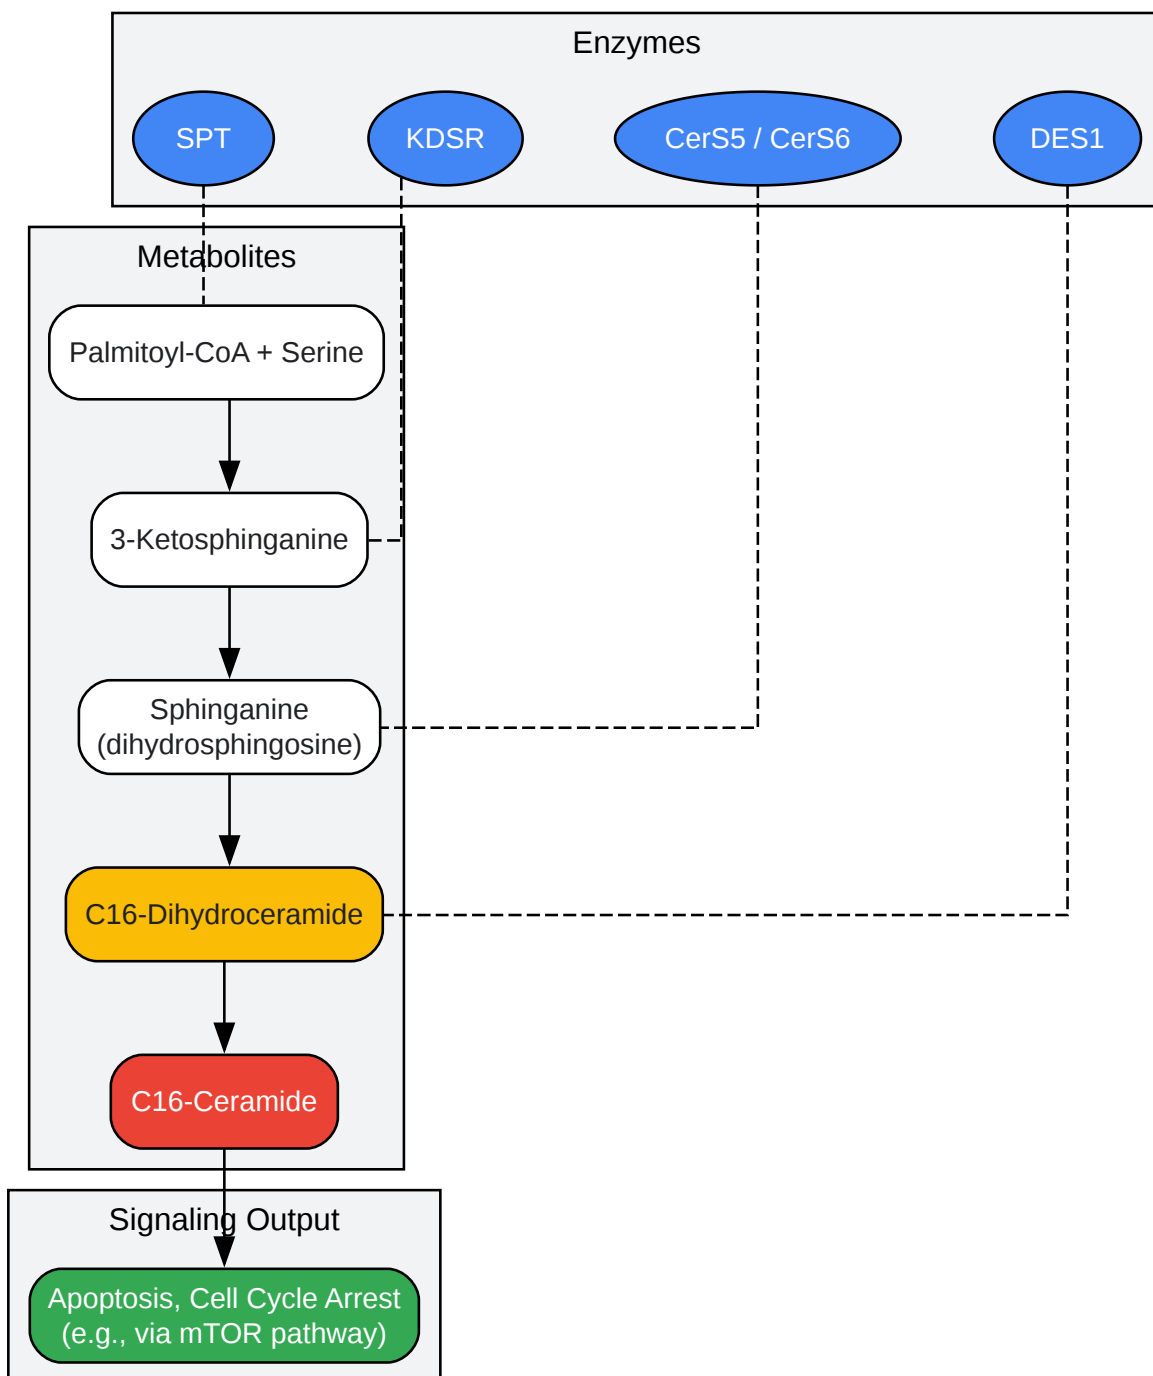 Enzymes
SPT
KDSR
CerS5 / CerS6
DES1
Metabolites
Palmitoyl-CoA + Serine
3-Ketosphinganine
Sphinganine
(dihydrosphingosine)
C16-Dihydroceramide
C16-Ceramide
Signaling Output
Apoptosis, Cell Cycle Arrest
(e.g., via mTOR pathway)